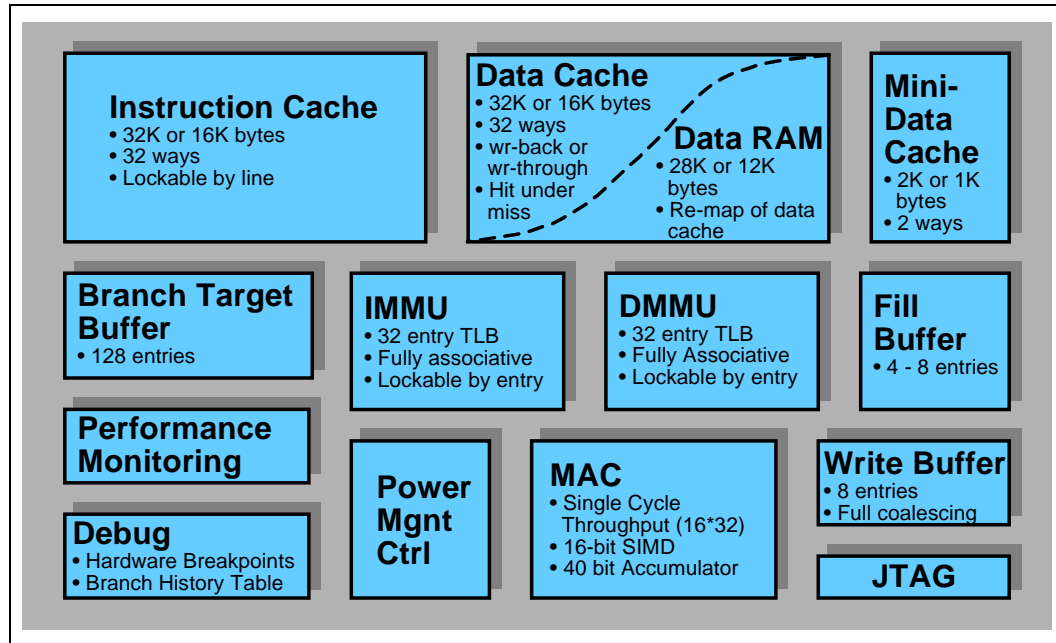 Instruction Cache
• 32K or 16K bytes
• 32 ways
• Lockable by line
Data Cache
• 32K or 16K bytes
• 32 ways
• wr-back or
wr-through
• Hit under
miss
Data RAM
• 28K or 12K
bytes
• Re-map of data
cache
Mini-
Data
Cache
• 2K or 1K
bytes
• 2 ways
Branch Target
Buffer
• 128 entries
IMMU
• 32 entry TLB
• Fully associative
• Lockable by entry
DMMU
• 32 entry TLB
• Fully Associative
• Lockable by entry
Fill
Buffer
• 4 - 8 entries
Performance
Monitoring
Debug
• Hardware Breakpoints
• Branch History Table
Power
Mgnt
Ctrl
MAC
• Single Cycle
Throughput (16*32)
• 16-bit SIMD
• 40 bit Accumulator
Write Buffer
• 8 entries
• Full coalescing
JTAG